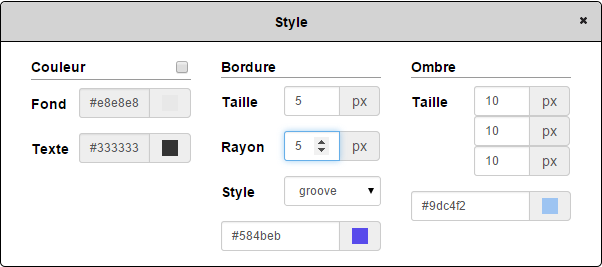 Style ×
Couleur
Fond #e8e8e8
Texte #333333
Bordure
Taille 5 px
Rayon 5 px
Style groove
#584beb
Ombre
Taille 10 px
10 px
10 px
#9dc4f2